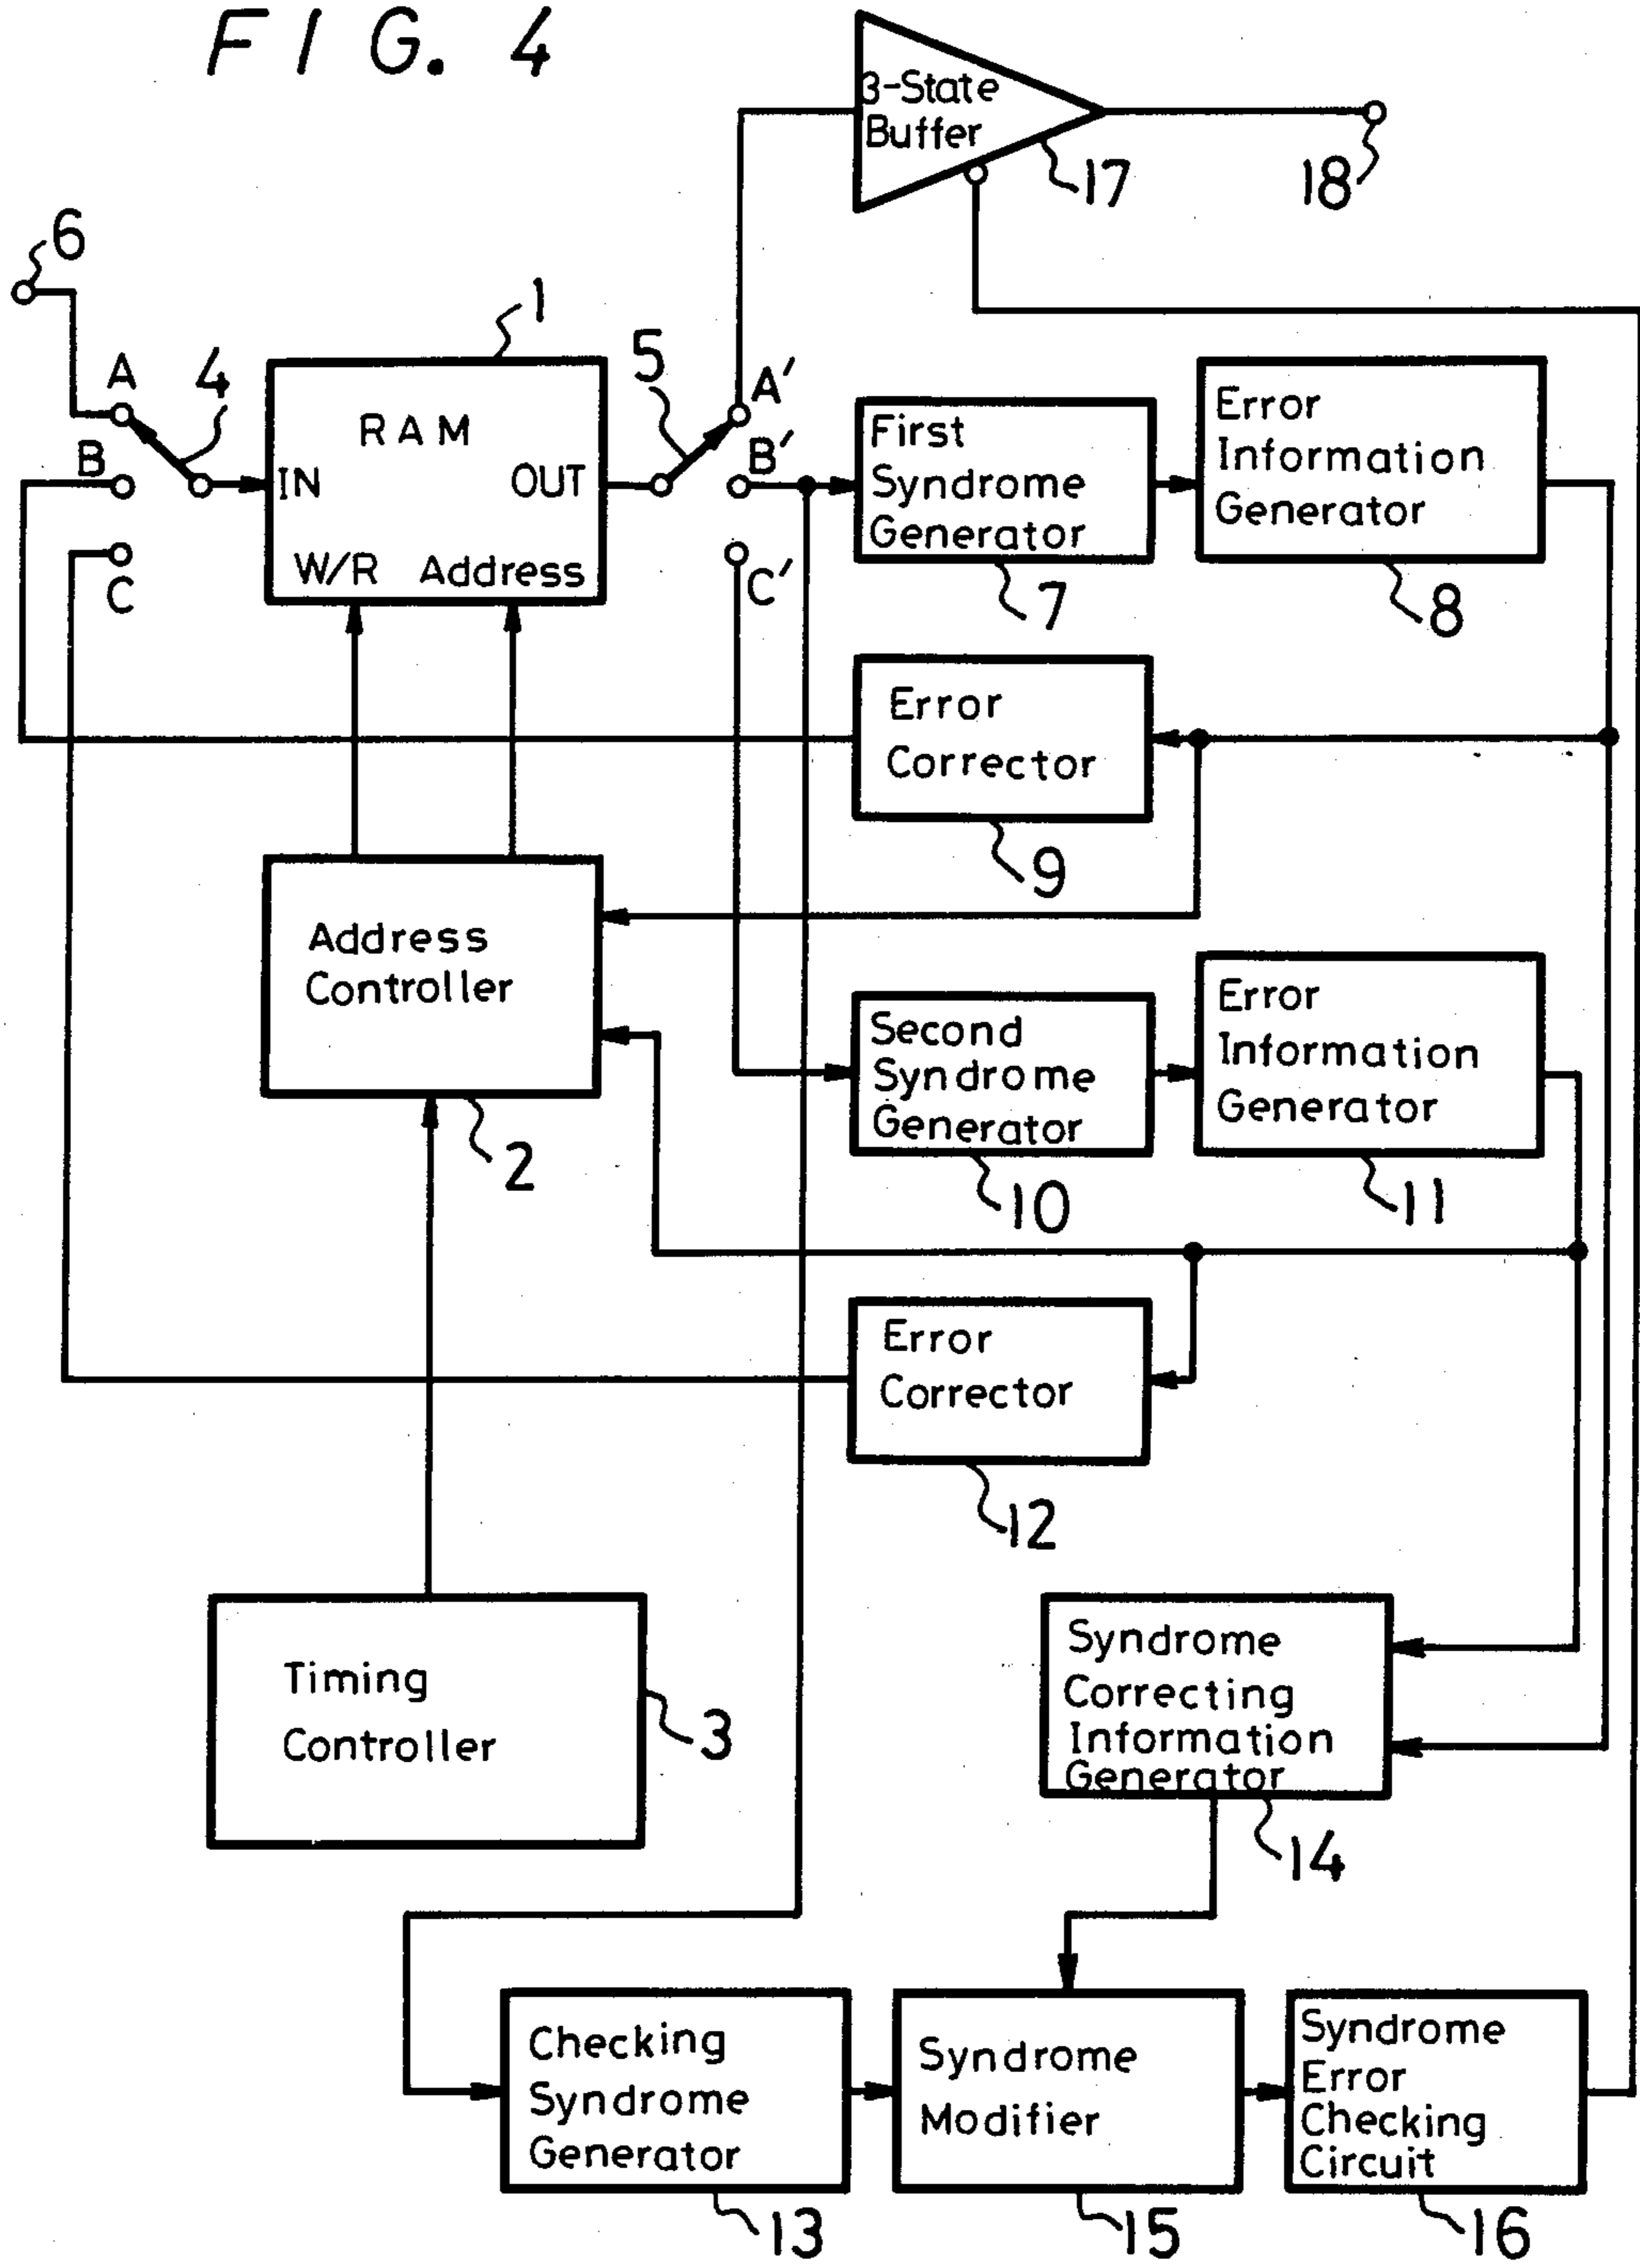 FIG. 4
3-State
Buffer
17
18
6
1
A
4
5
A'
RAM
B
B'
IN
OUT
W/R Address
C
C'
First
Syndrome
Generator
7
Error
Information
Generator
8
Error
Corrector
9
Address
Controller
2
Second
Syndrome
Generator
10
Error
Information
Generator
11
Error
Corrector
12
Timing
Controller
3
Syndrome
Correcting
Information
Generator
14
Checking
Syndrome
Generator
13
Syndrome
Modifier
15
Syndrome
Error
Checking
Circuit
16